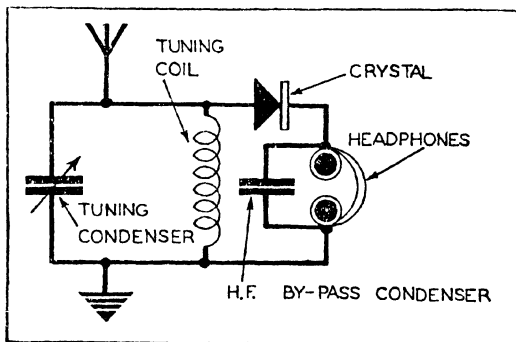 TUNING
COIL
CRYSTAL
HEADPHONES
TUNING
CONDENSER
H.F. BY-PASS CONDENSER